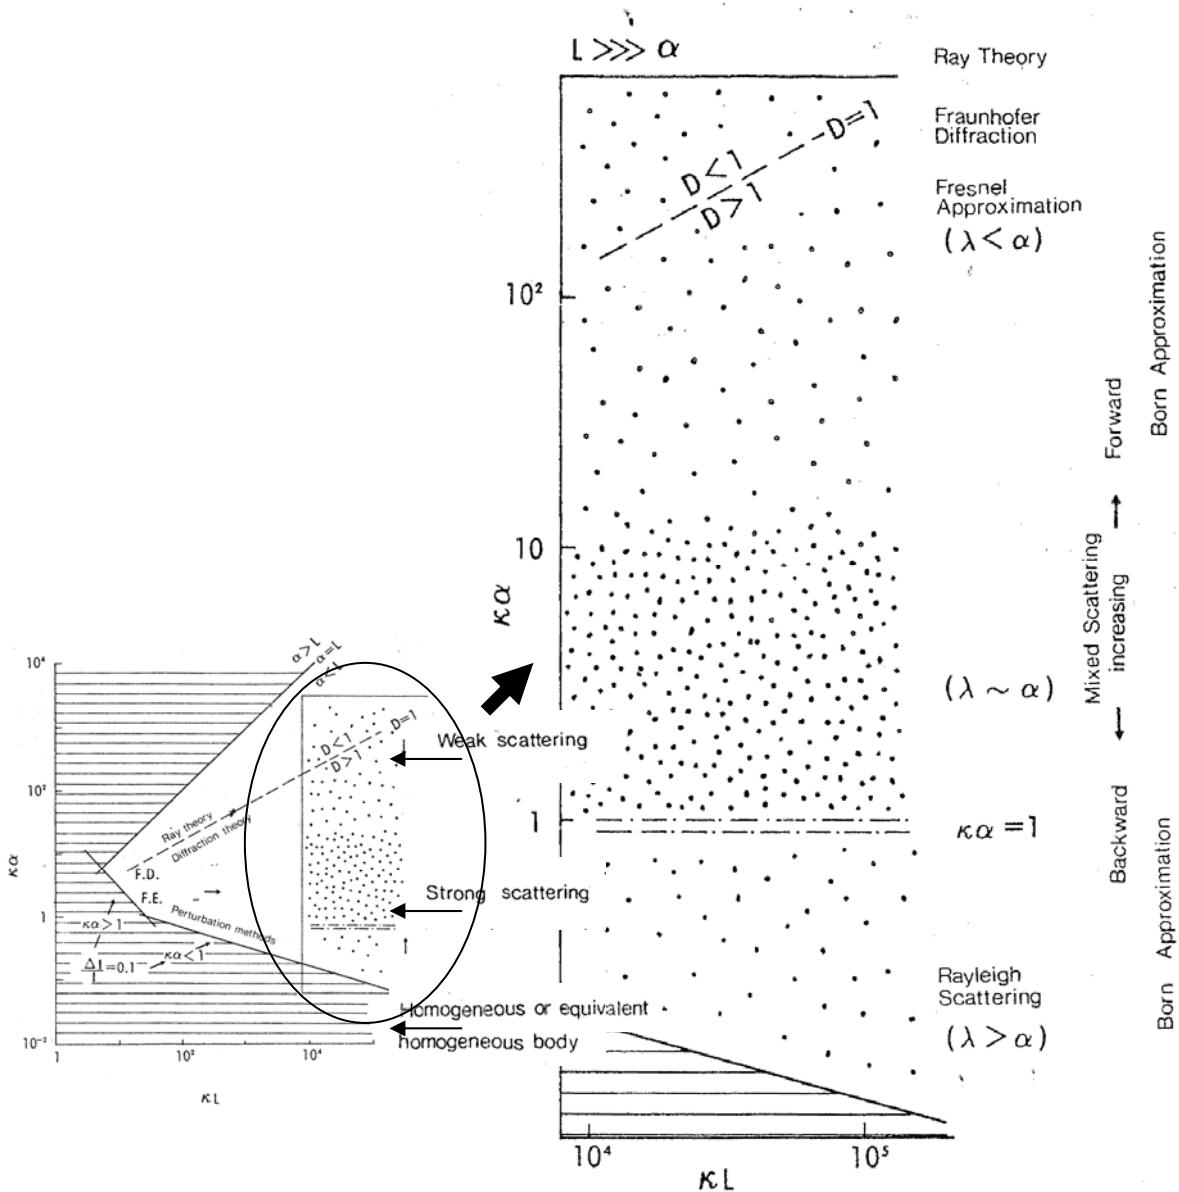 L >>> α
Ray Theory
Fraunhofer
Diffraction
Fresnel
Approximation
(λ < α)
D=1
D < 1
D > 1
10²
10
1
κα
(λ ~ α)
κα = 1
Rayleigh
Scattering
(λ > α)
10⁴
10⁵
κL
Forward
Mixed Scattering
increasing
Backward
Born Approximation
Born Approximation
10⁴
10²
1
10⁻²
κα
1
10²
10⁴
κL
α>L
α=L
α<L
D=1
D<1
D>1
Ray theory
Diffraction theory
F.D.
F.E.
Perturbation methods
κα>1
κα<1
ΔI
I
=0.1
Weak scattering
Strong scattering
Homogeneous or equivalent
homogeneous body